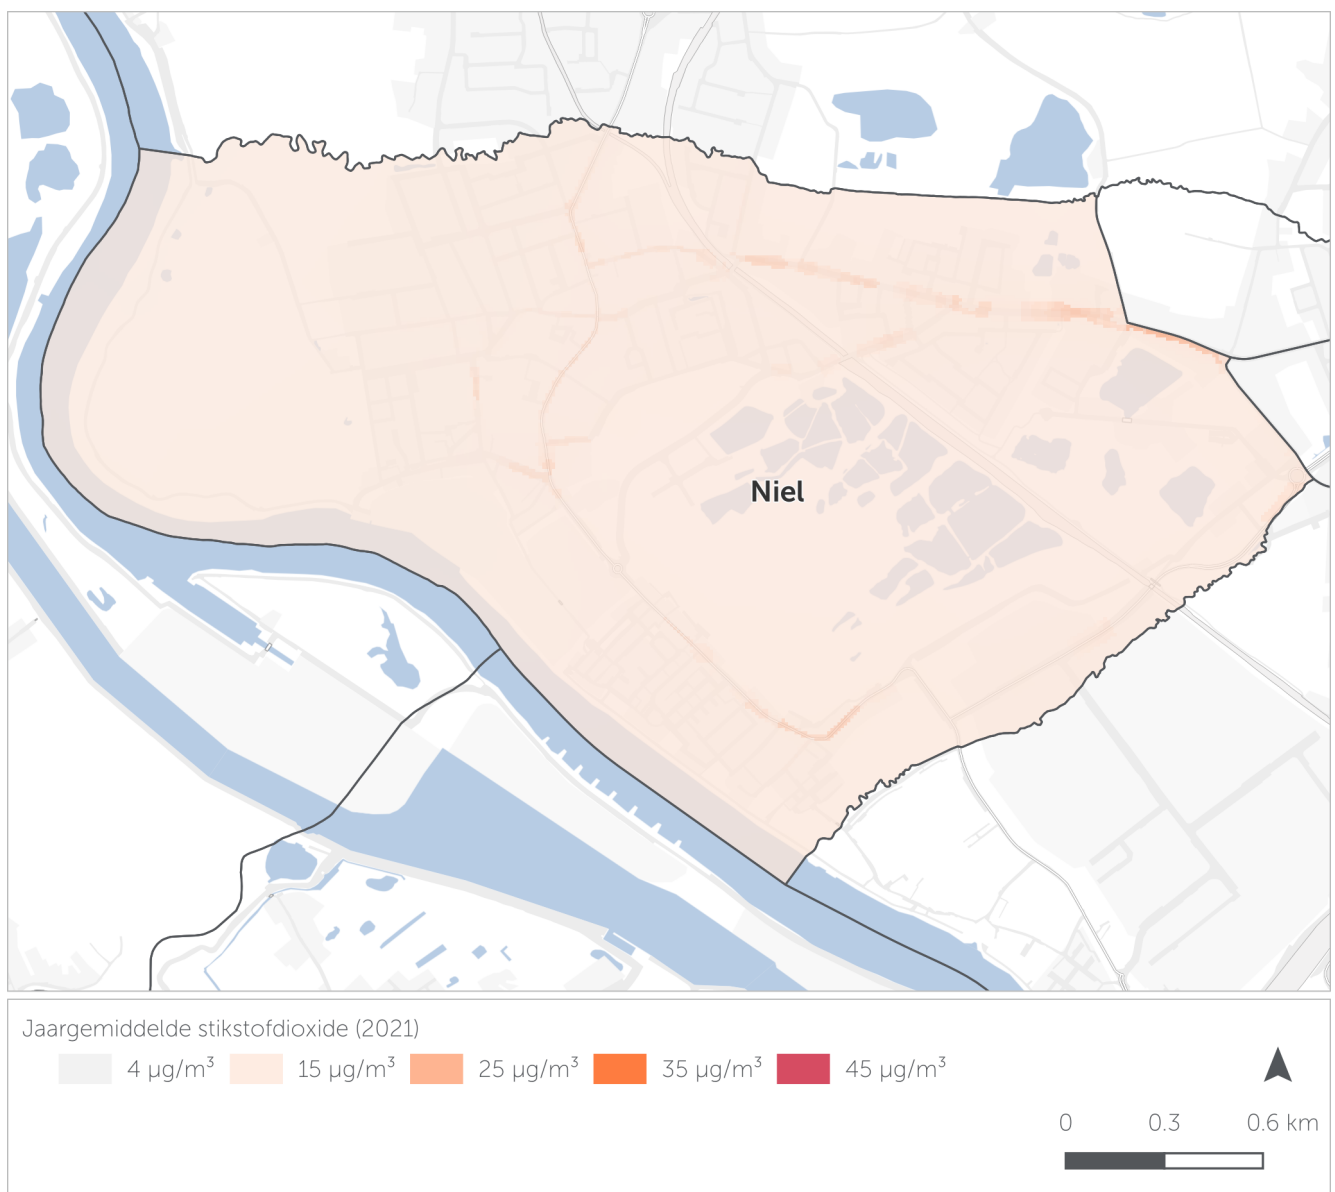 Niel
Jaargemiddelde stikstofdioxide (2021)
4 µg/m³ 15 µg/m³ 25 µg/m³ 35 µg/m³ 45 µg/m³
0 0.3 0.6 km